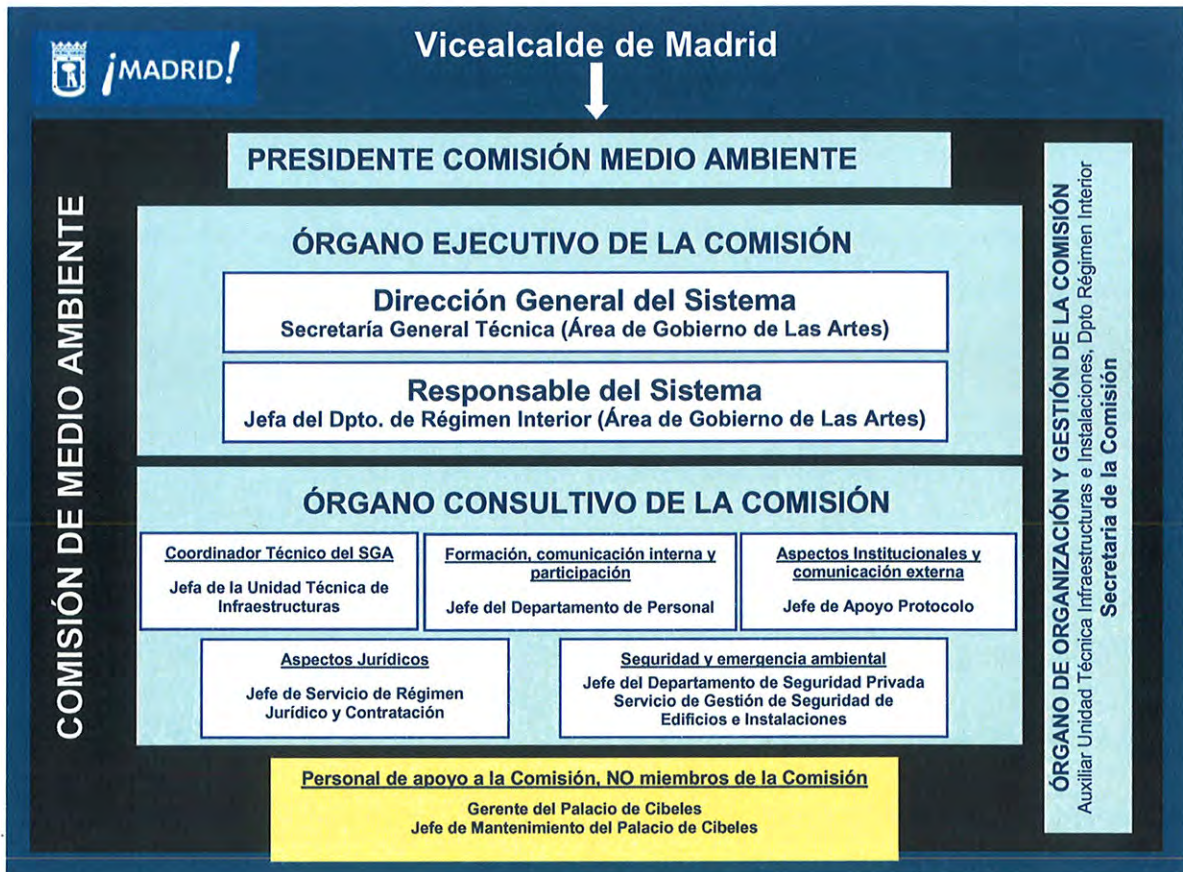 ¡MADRID!
Vicealcalde de Madrid
COMISIÓN DE MEDIO AMBIENTE
PRESIDENTE COMISIÓN MEDIO AMBIENTE
ÓRGANO EJECUTIVO DE LA COMISIÓN
Dirección General del Sistema
Secretaría General Técnica (Área de Gobierno de Las Artes)
Responsable del Sistema
Jefa del Dpto. de Régimen Interior (Área de Gobierno de Las Artes)
ÓRGANO CONSULTIVO DE LA COMISIÓN
Coordinador Técnico del SGA
Jefa de la Unidad Técnica de
Infraestructuras
Formación, comunicación interna y
participación
Jefe del Departamento de Personal
Aspectos Institucionales y
comunicación externa
Jefe de Apoyo Protocolo
Aspectos Jurídicos
Jefe de Servicio de Régimen
Jurídico y Contratación
Seguridad y emergencia ambiental
Jefe del Departamento de Seguridad Privada
Servicio de Gestión de Seguridad de
Edificios e Instalaciones
Personal de apoyo a la Comisión, NO miembros de la Comisión
Gerente del Palacio de Cibeles
Jefe de Mantenimiento del Palacio de Cibeles
ÓRGANO DE ORGANIZACIÓN Y GESTIÓN DE LA COMISIÓN
Auxiliar Unidad Técnica Infraestructuras e Instalaciones, Dpto Régimen Interior
Secretaria de la Comisión